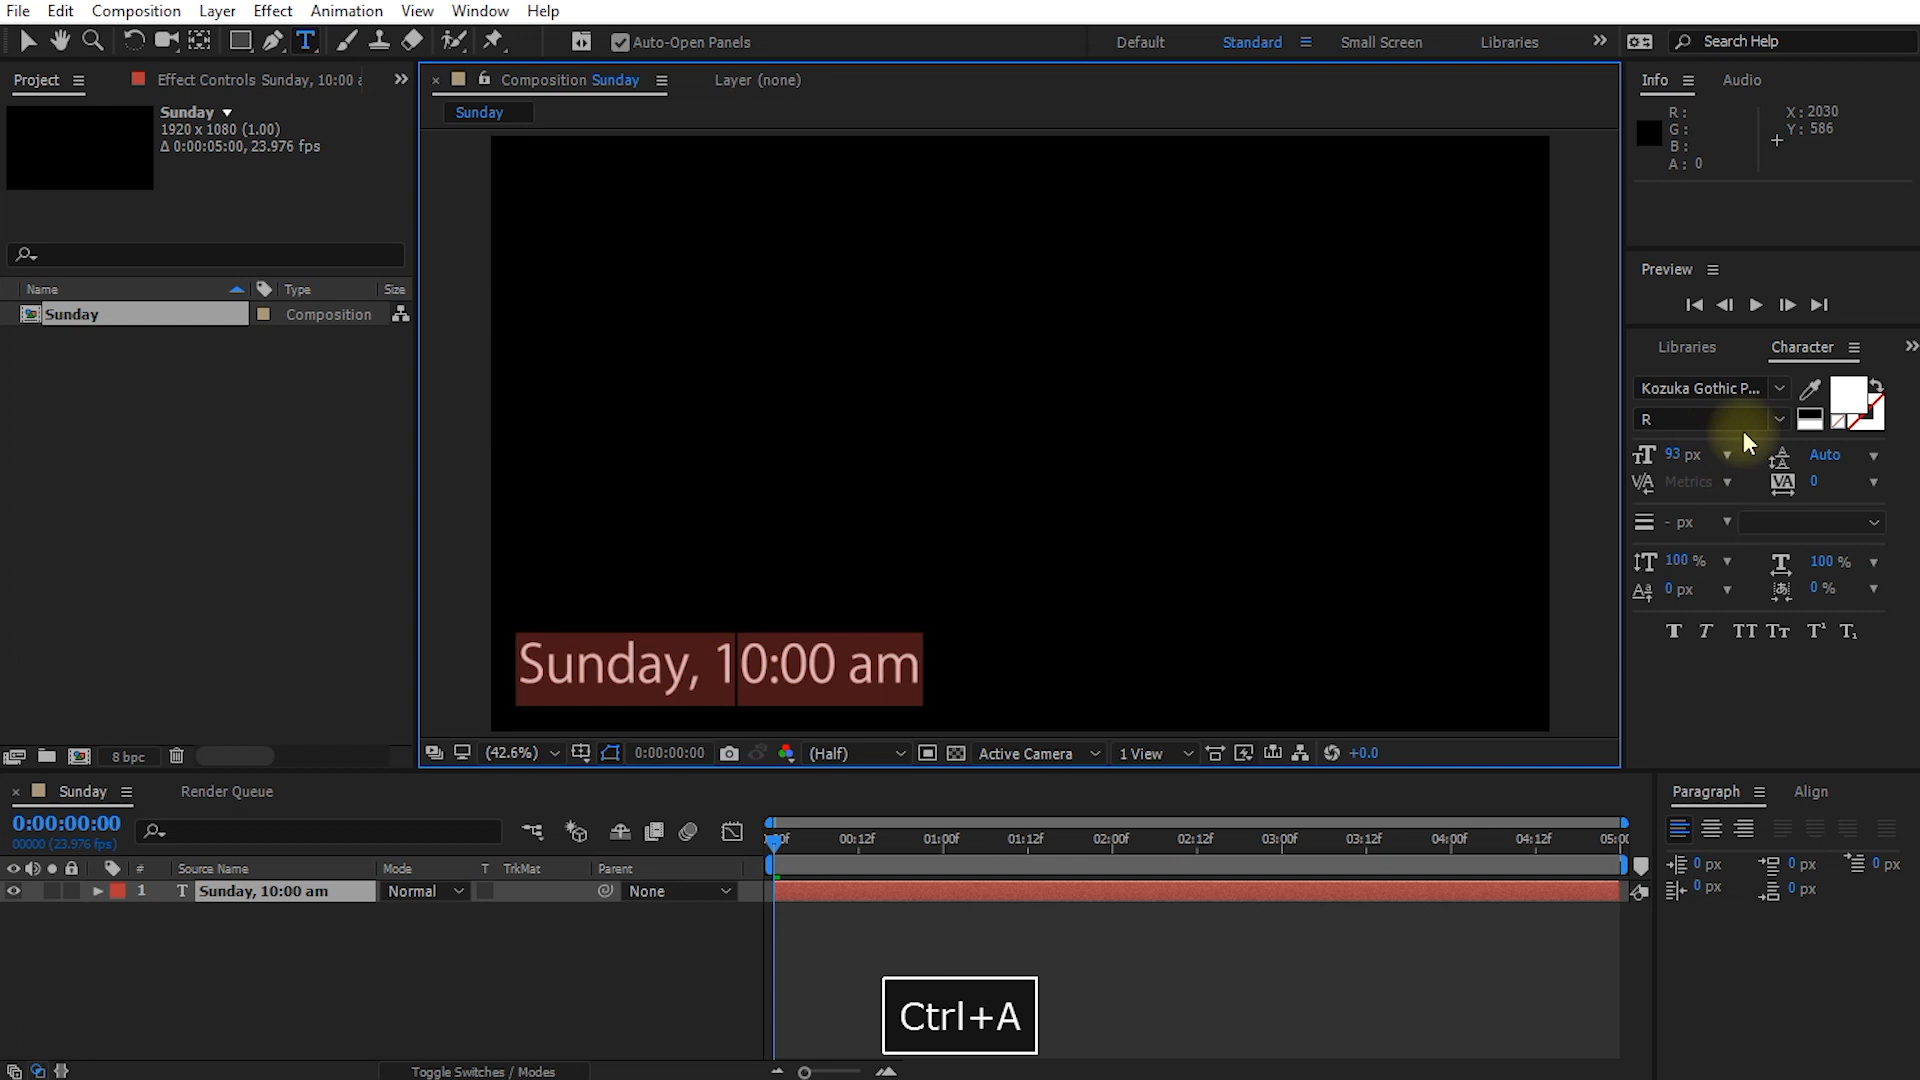 File Edit Composition Layer Effect Animation View Window Help
Auto-Open Panels Default Standard Small Screen Libraries Search Help
Project Effect Controls Sunday, 10:00
Sunday
1920 x 1080 (1.00)
Δ 0:00:05:00, 23.976 fps
Name Type Size
Sunday Composition
8 bpc
Composition Sunday Layer (none)
Sunday
Sunday, 10:00 am
(42.6%) 0:00:00:00 (Half) Active Camera 1 View +0.0
Info Audio
R: X: 2030
G: Y: 586
B:
A: 0
Preview
Libraries Character
Kozuka Gothic P...
R
93 px Auto
Metrics 0
- px
100 % 100 %
0 px 0 %
T T TT TT T¹ T₁
Sunday Render Queue
0:00:00:00
00000 (23.976 fps)
00:12f 01:00f 01:12f 02:00f 02:12f 03:00f 03:12f 04:00f 04:12f
# Source Name Mode T TrkMat Parent
1 T Sunday, 10:00 am Normal None
Ctrl+A
Toggle Switches / Modes
Paragraph Align
0 px 0 px 0 px
0 px 0 px